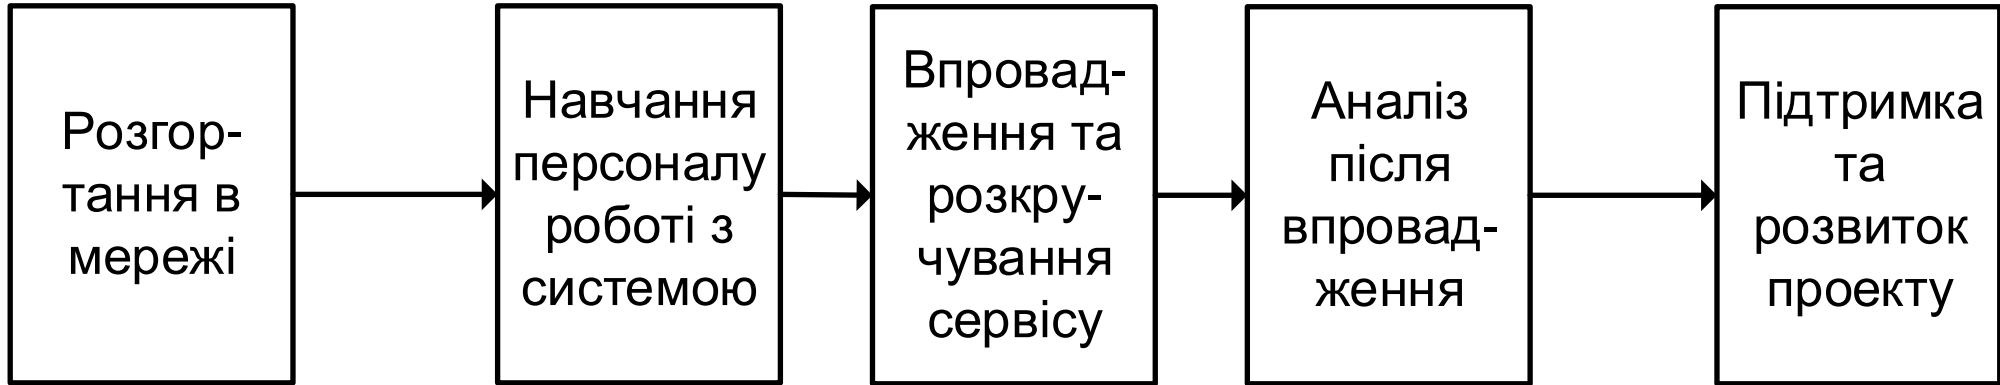 Розгор-
тання в
мережі
Навчання
персоналу
роботі з
системою
Впровад-
ження та
розкру-
чування
сервісу
Аналіз
після
впровад-
ження
Підтримка
та
розвиток
проекту